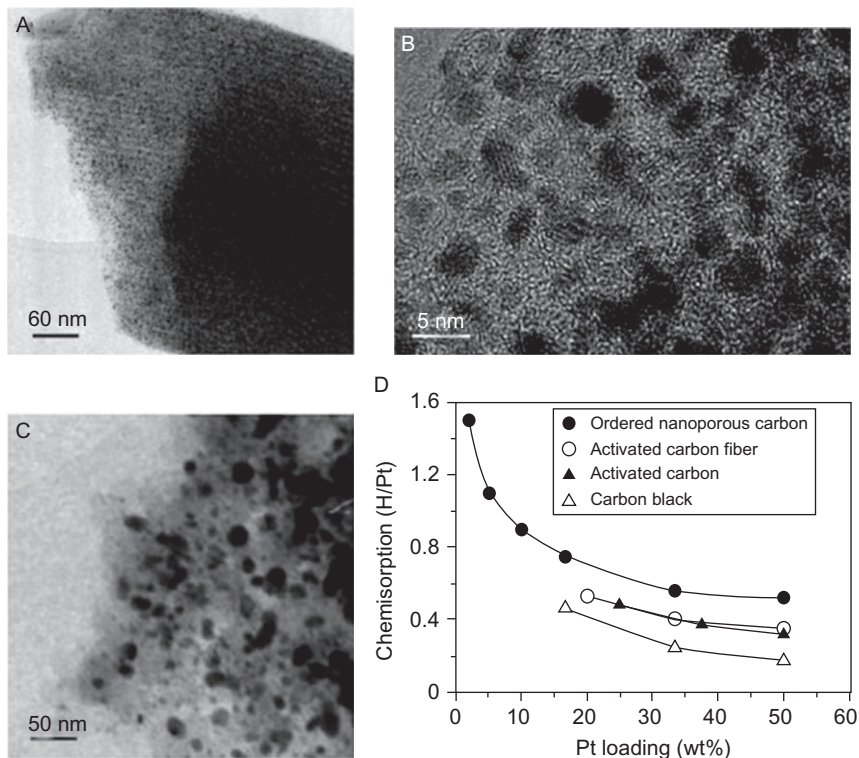 A
60 nm
B
5 nm
C
50 nm
D
1.6
1.2
0.8
0.4
0
Chemisorption (H/Pt)
Ordered nanoporous carbon
Activated carbon fiber
Activated carbon
Carbon black
0 10 20 30 40 50 60
Pt loading (wt%)